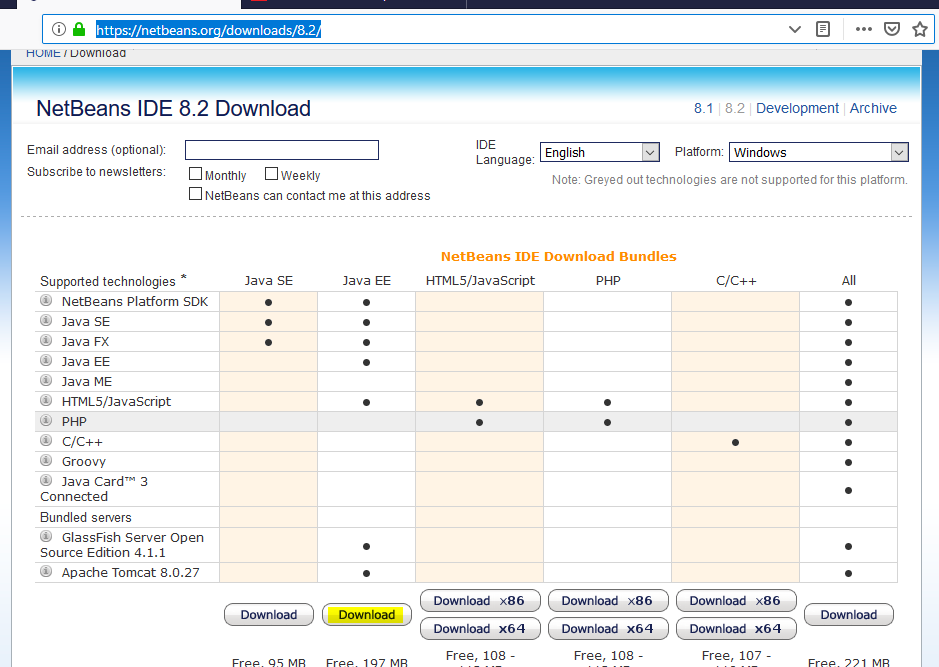 https://netbeans.org/downloads/8.2/
HOME / Download
NetBeans IDE 8.2 Download
8.1 | 8.2 | Development | Archive
Email address (optional):
IDE Language: English
Platform: Windows
Subscribe to newsletters:
Monthly Weekly
Note: Greyed out technologies are not supported for this platform.
NetBeans can contact me at this address
NetBeans IDE Download Bundles
Supported technologies * Java SE Java EE HTML5/JavaScript PHP C/C++ All
NetBeans Platform SDK • • •
Java SE • • •
Java FX • • •
Java EE • •
Java ME •
HTML5/JavaScript • • • •
PHP • • •
C/C++ • •
Groovy •
Java Card™ 3
Connected •
Bundled servers
GlassFish Server Open
Source Edition 4.1.1 • •
Apache Tomcat 8.0.27 • •
Download x86 Download x86 Download x86
Download Download Download
Download x64 Download x64 Download x64
Free, 95 MB Free, 197 MB Free, 108 - Free, 108 - Free, 107 - Free, 221 MB